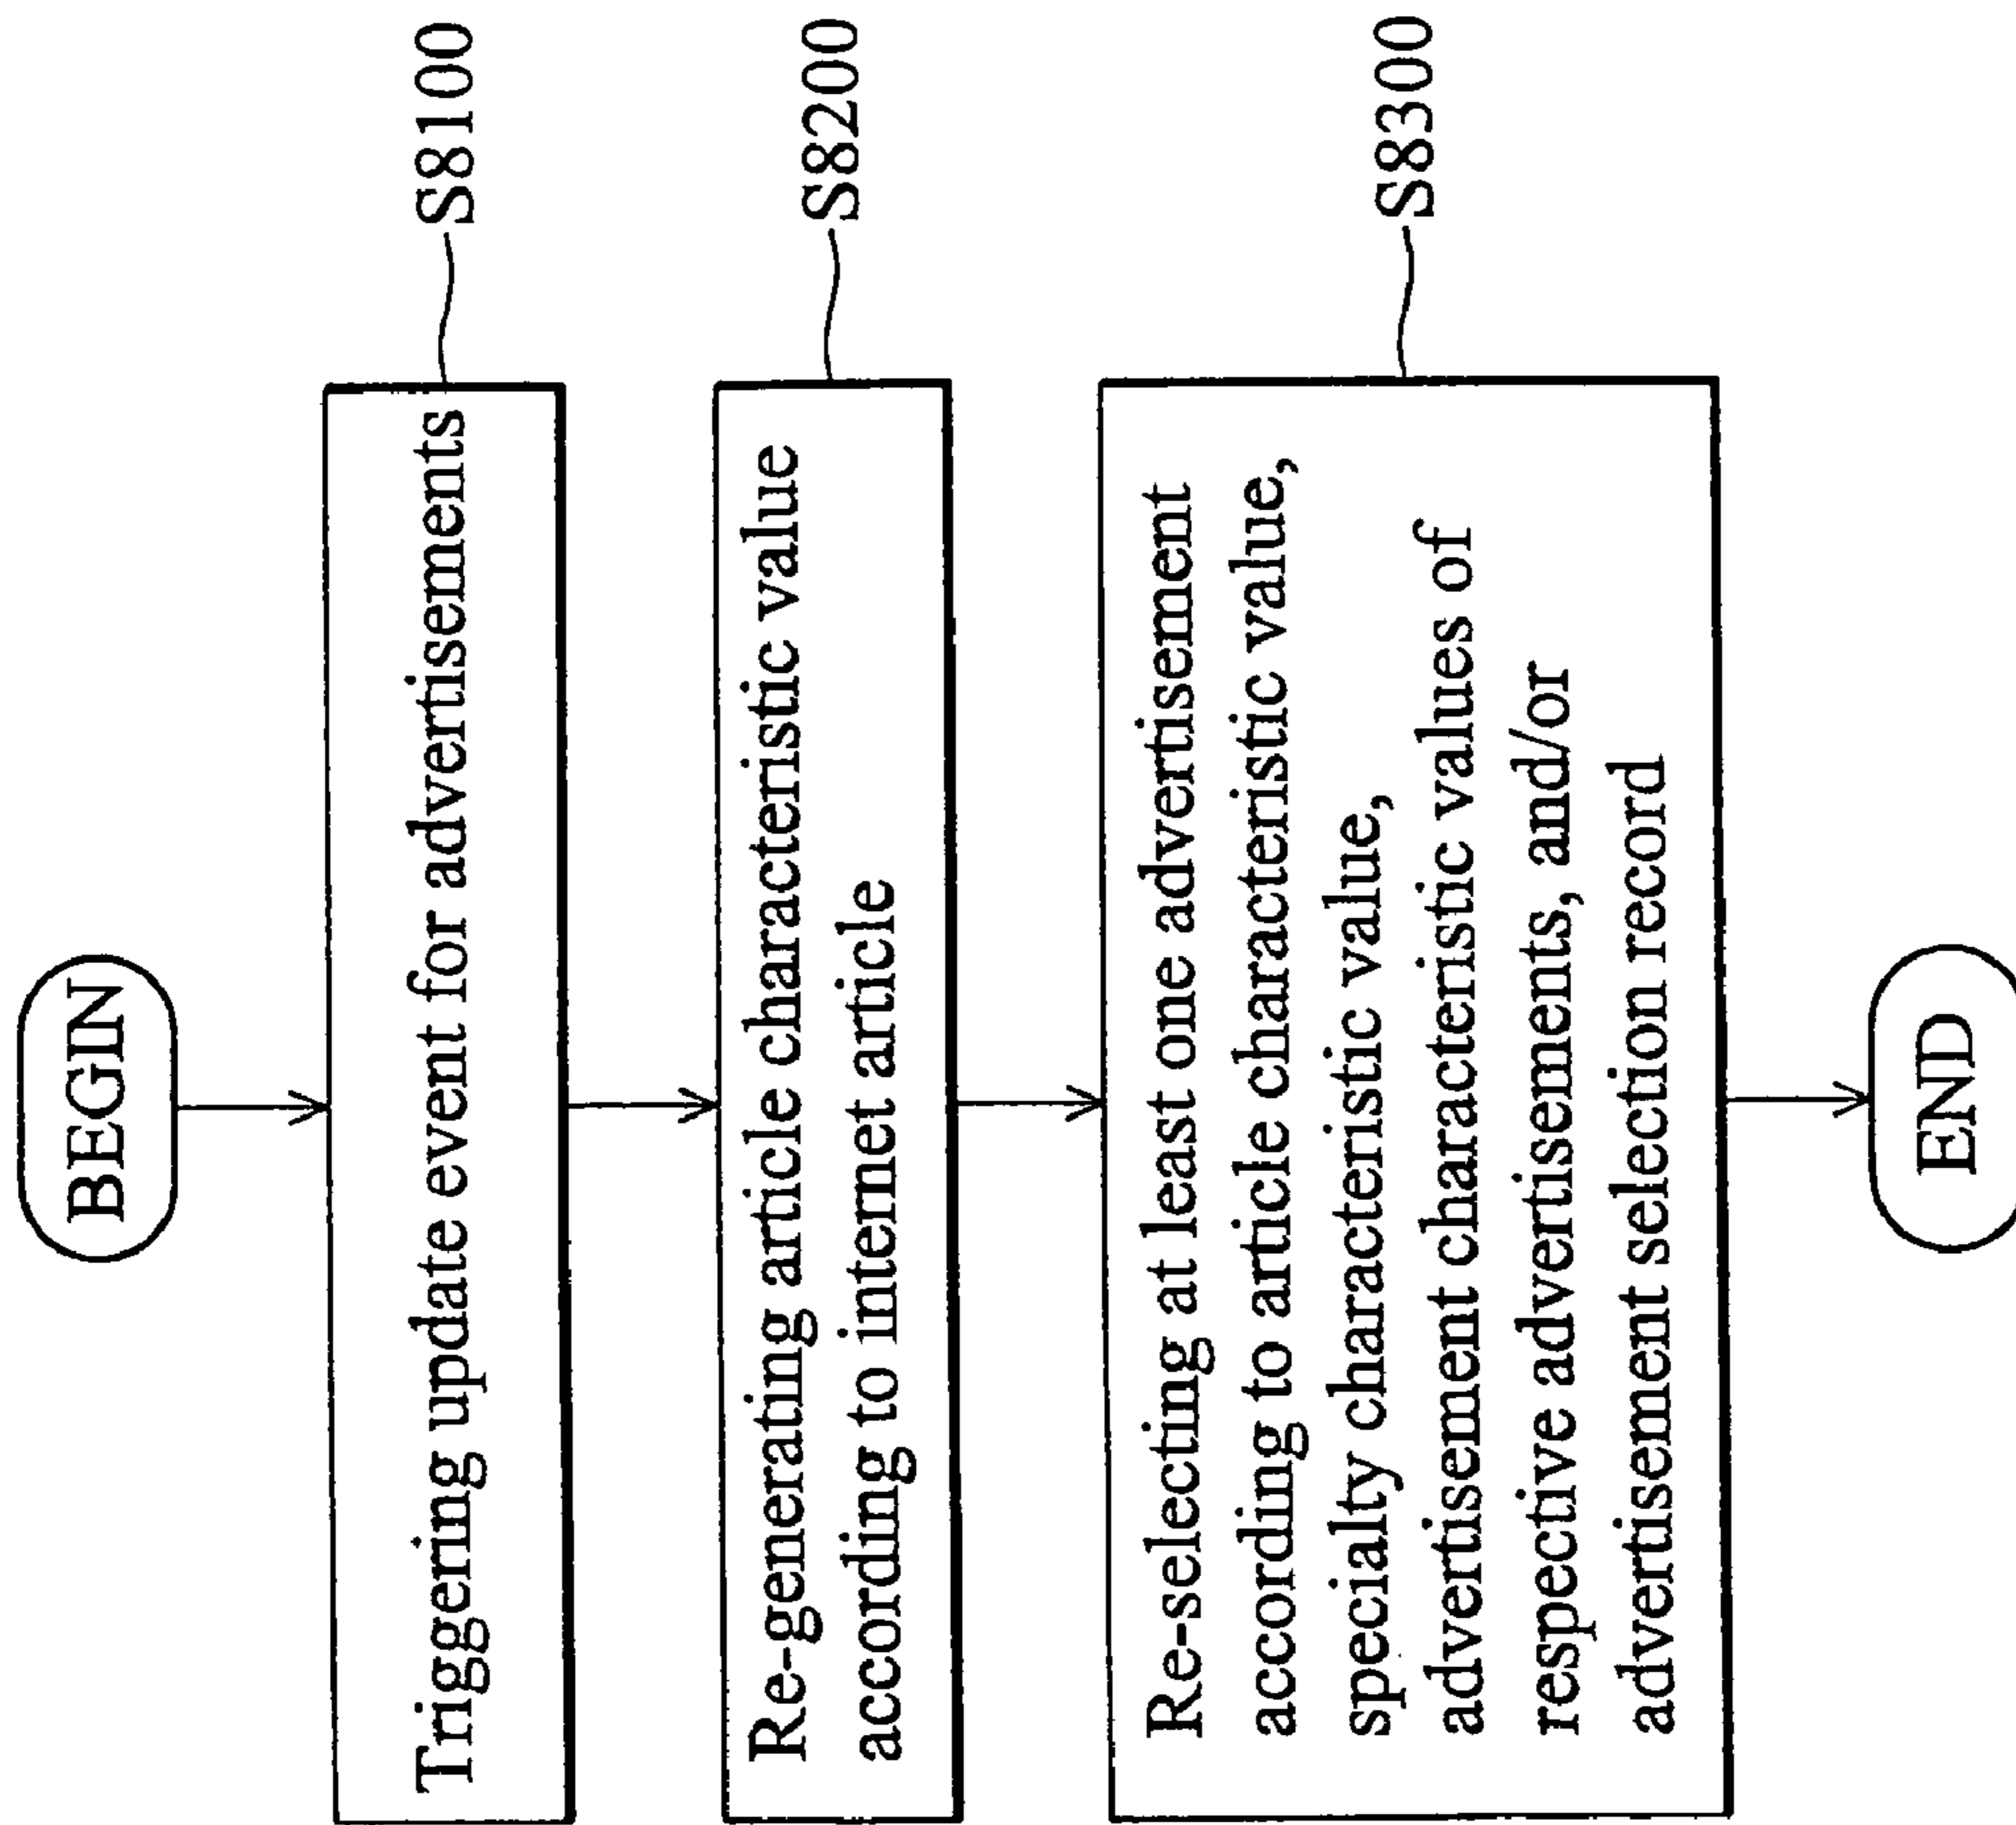 BEGIN
Triggering update event for advertisements
S8100
Re-generating article characteristic value
according to internet article
S8200
Re-selecting at least one advertisement
according to article characteristic value,
specialty characteristic value,
advertisement characteristic values of
respective advertisements, and/or
advertisement selection record
S8300
END